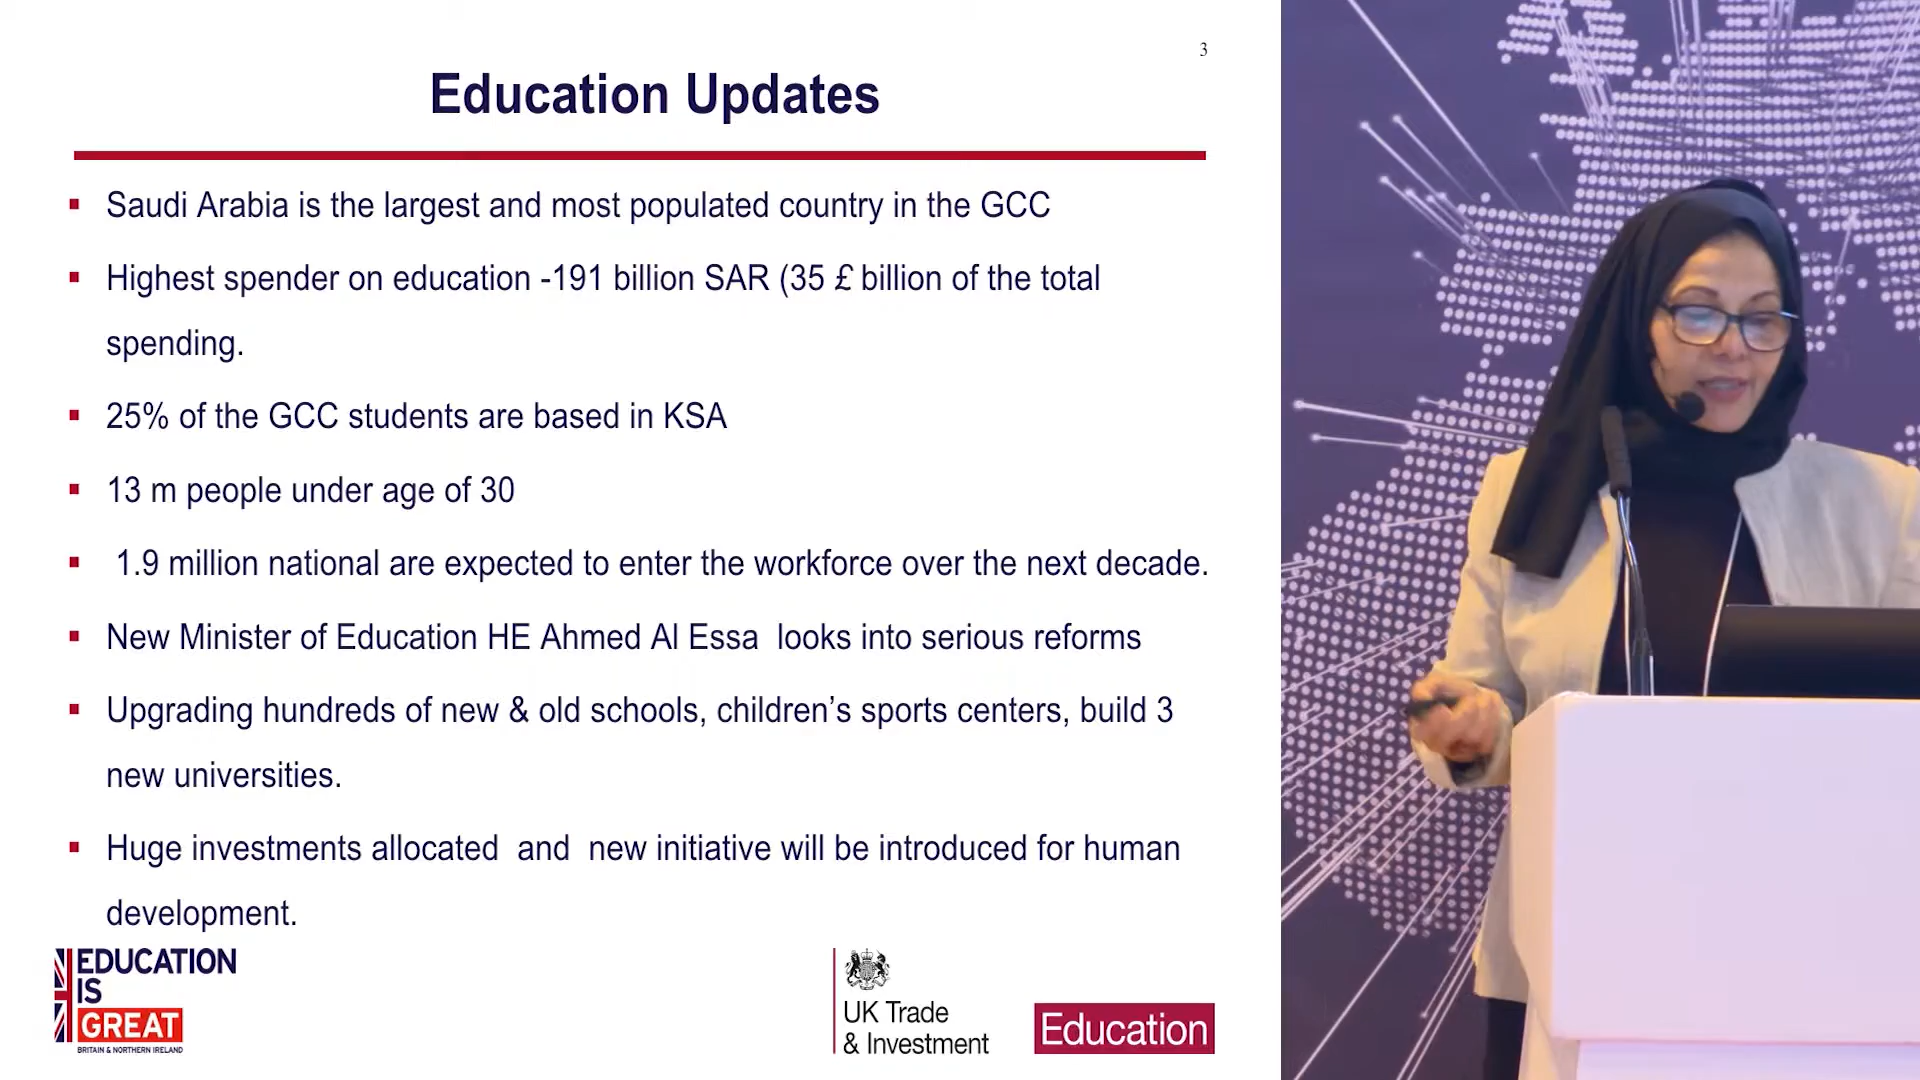 3
Education Updates
▪ Saudi Arabia is the largest and most populated country in the GCC
▪ Highest spender on education -191 billion SAR (35 £ billion of the total
spending.
▪ 25% of the GCC students are based in KSA
▪ 13 m people under age of 30
▪ 1.9 million national are expected to enter the workforce over the next decade.
▪ New Minister of Education HE Ahmed Al Essa  looks into serious reforms
▪ Upgrading hundreds of new & old schools, children’s sports centers, build 3
new universities.
▪ Huge investments allocated  and  new initiative will be introduced for human
development.
EDUCATION
IS
GREAT
BRITAIN & NORTHERN IRELAND
UK Trade
& Investment
Education